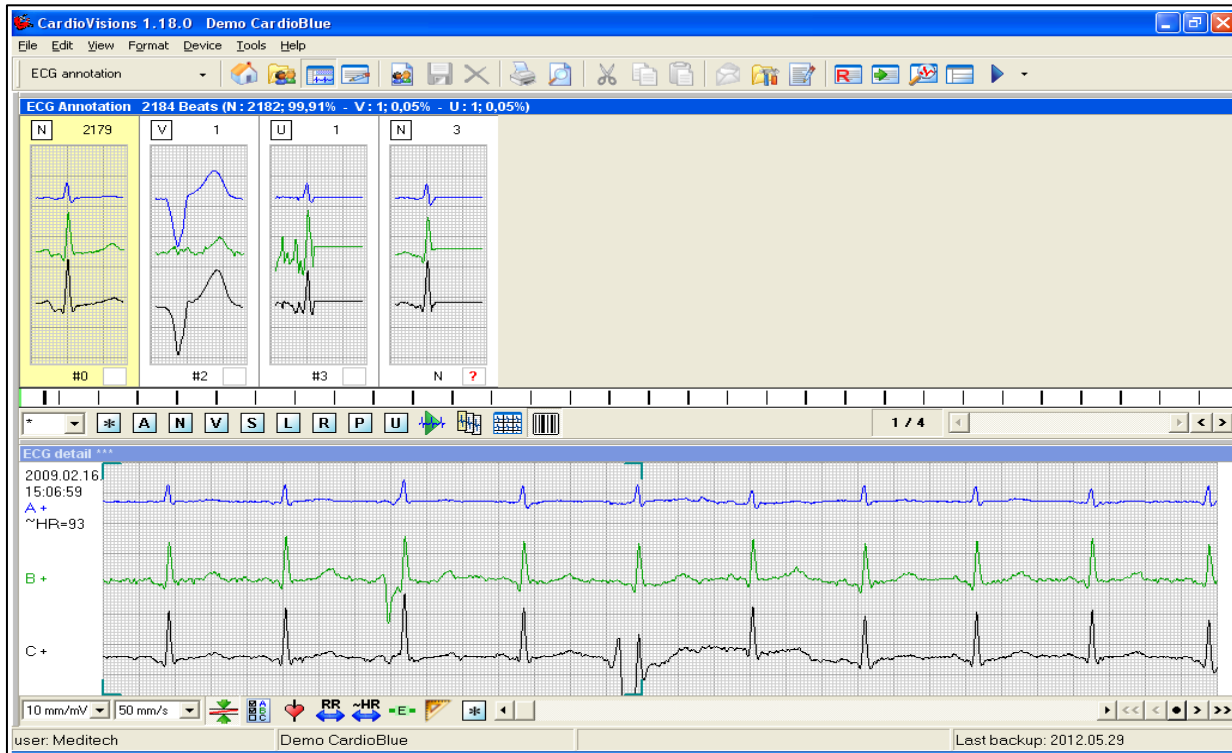 CardioVisions 1.18.0 Demo CardioBlue
File Edit View Format Device Tools Help
ECG annotation R
ECG Annotation 2184 Beats (N : 2182; 99,91% - V : 1; 0,05% - U : 1; 0,05%)
N 2179 V 1 U 1 N 3
#0 #2 #3 N ?
* * A N V S L R P U 1 / 4 < >
ECG detail ***
2009.02.16
15:06:59
A +
~HR=93
B +
C +
10 mm/mV 50 mm/s A B C RR ~HR =E= * << < > >>
user: Meditech Demo CardioBlue Last backup: 2012.05.29